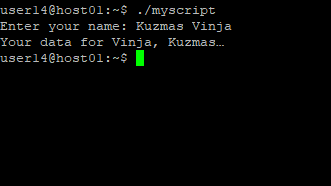 user14@host01:~$ ./myscript
Enter your name: Kuzmas Vinja
Your data for Vinja, Kuzmas…
user14@host01:~$